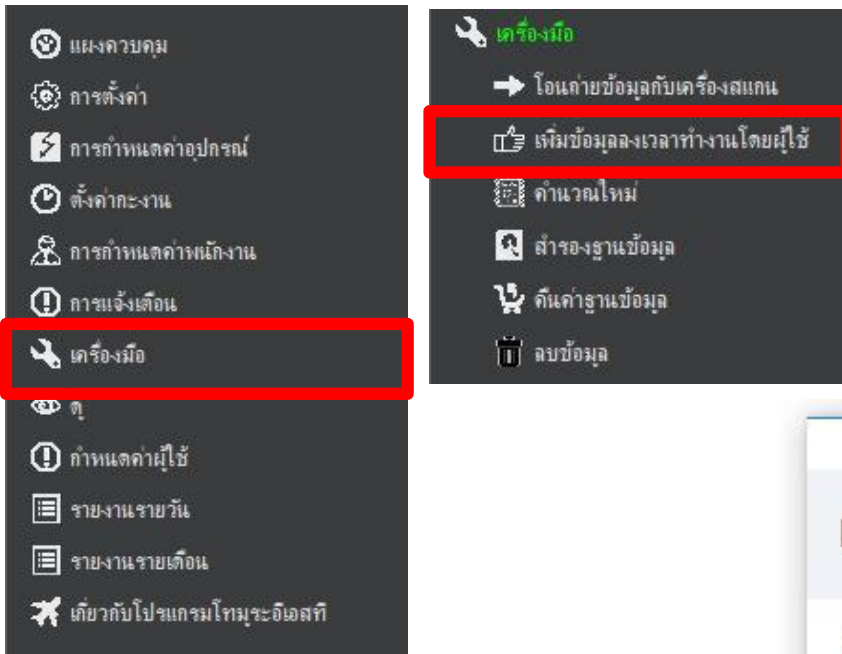 แผงควบคุม
การตั้งค่า
การกำหนดค่าอุปกรณ์
ตั้งค่ากะงาน
การกำหนดค่าพนักงาน
การแจ้งเตือน
เครื่องมือ
ดู
กำหนดค่าผู้ใช้
รายงานรายวัน
รายงานรายเดือน
เกี่ยวกับโปรแกรมโทมุระอีเอสที
เครื่องมือ
โอนถ่ายข้อมูลกับเครื่องสแกน
เพิ่มข้อมูลลงเวลาทำงานโดยผู้ใช้
คำนวณใหม่
สำรองฐานข้อมูล
คืนค่าฐานข้อมูล
ลบข้อมูล